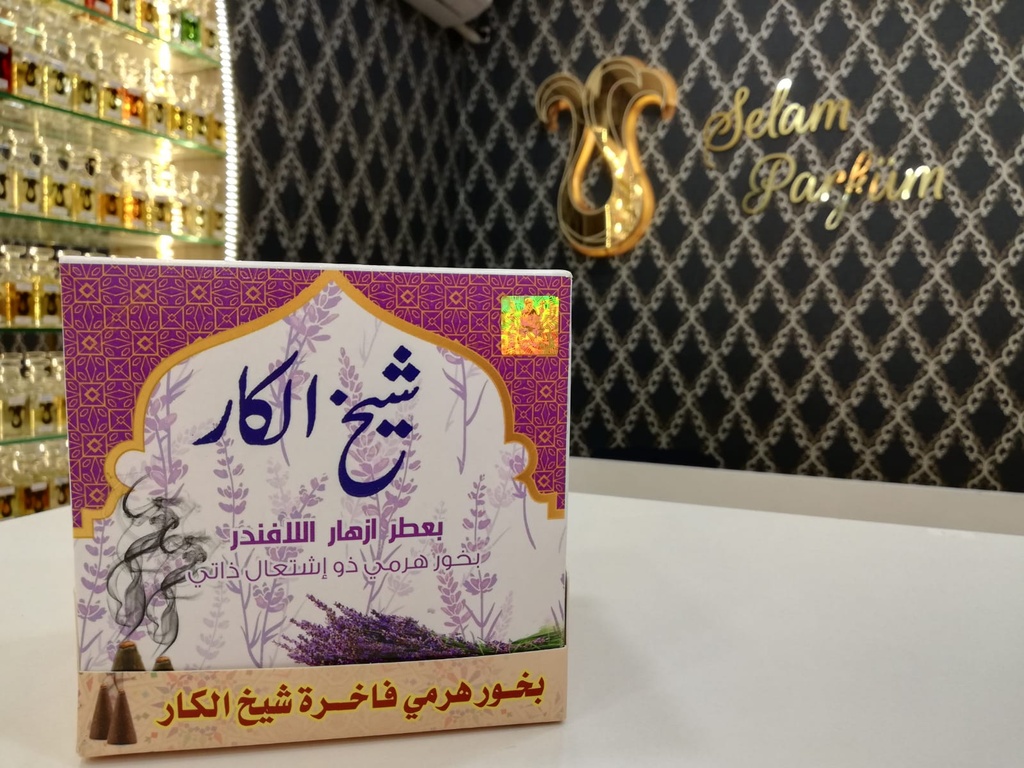 Selam
Parfüm
شيخ الكار
بعطر ازهار اللافندر
بخور هرمي ذو إشتعال ذاتي
بخور هرمي فاخرة شيخ الكار